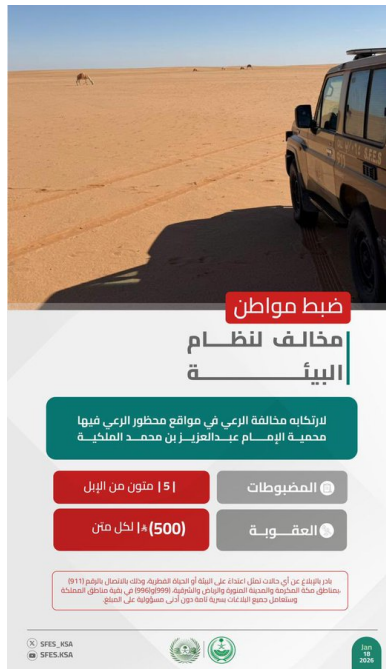 ضبط مواطن
مخالف لنظام
البيئة
لارتكابه مخالفة الرعي في مواقع محظور الرعي فيها
محمية الإمام عبدالعزيز بن محمد الملكية
المضبوطات
|5| متون من الإبل
العقوبة
(500) |لكل متن
بادر بالإبلاغ عن أي حالات تمثل اعتداءً على البيئة أو الحياة الفطرية، وذلك بالاتصال بالرقم (911)
بمناطق مكة المكرمة والمدينة المنورة والرياض والشرقية، (999)و(996) في بقية مناطق المملكة
وستعامل جميع البلاغات بسرية تامة دون أدنى مسؤولية على المبلغ.
SFES_KSA
SFES.KSA
Jan
18
2026